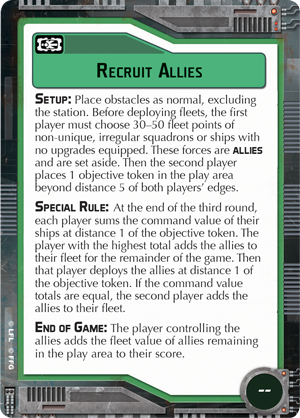 Recruit Allies
Setup: Place obstacles as normal, excluding
the station. Before deploying fleets, the first
player must choose 30–50 fleet points of
non-unique, irregular squadrons or ships with
no upgrades equipped. These forces are ALLIES
and are set aside. Then the second player
places 1 objective token in the play area
beyond distance 5 of both players’ edges.
Special Rule: At the end of the third round,
each player sums the command value of their
ships at distance 1 of the objective token. The
player with the highest total adds the allies to
their fleet for the remainder of the game. Then
that player deploys the allies at distance 1 of
the objective token. If the command value
totals are equal, the second player adds the
allies to their fleet.
End of Game: The player controlling the
allies adds the fleet value of allies remaining
in the play area to their score.
© LFL © FFG
--